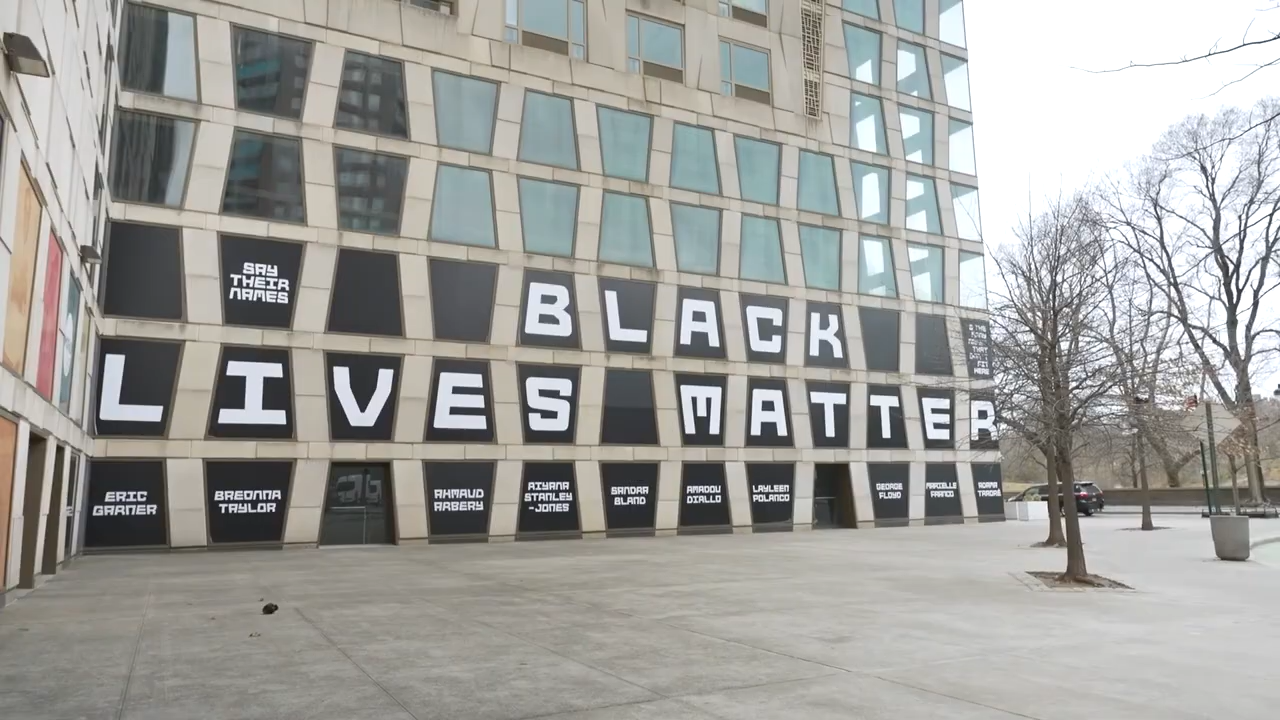 SAY
THEIR
NAMES
BLACK
LIVES MATTER
ERIC
GARNER
BREONNA
TAYLOR
AHMAUD
ARBERY
AIYANA
STANLEY
-JONES
SANDRA
BLAND
AMADOU
DIALLO
LAYLEEN
POLANCO
GEORGE
FLOYD
MARIELLE
FRANCO
ADAMA
TRAORÉ